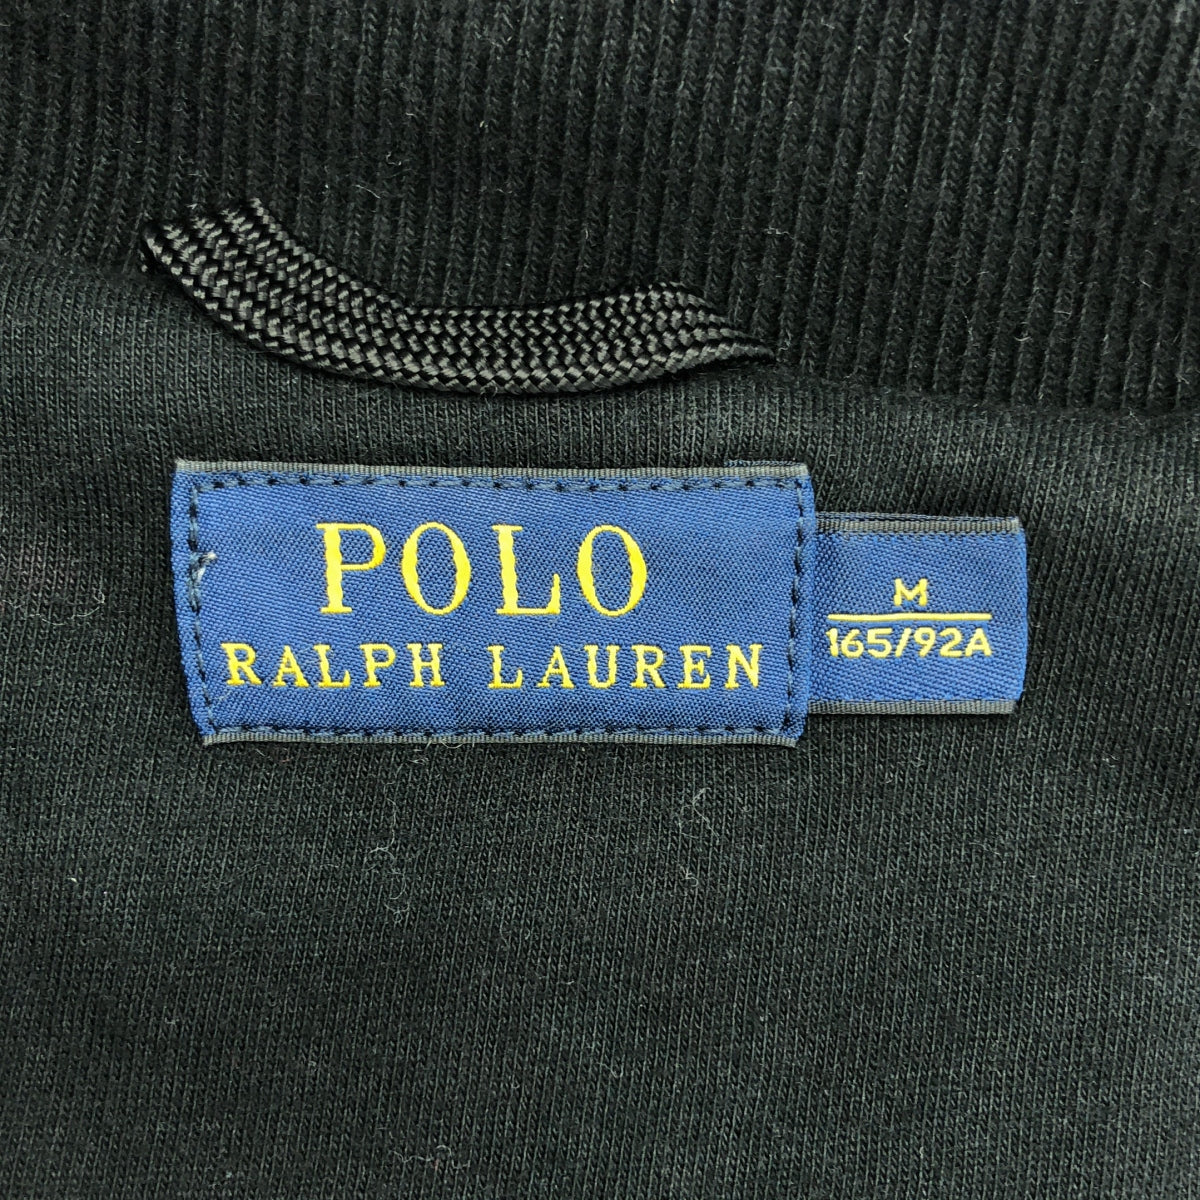 POLO
RALPH LAUREN
M
165/92A